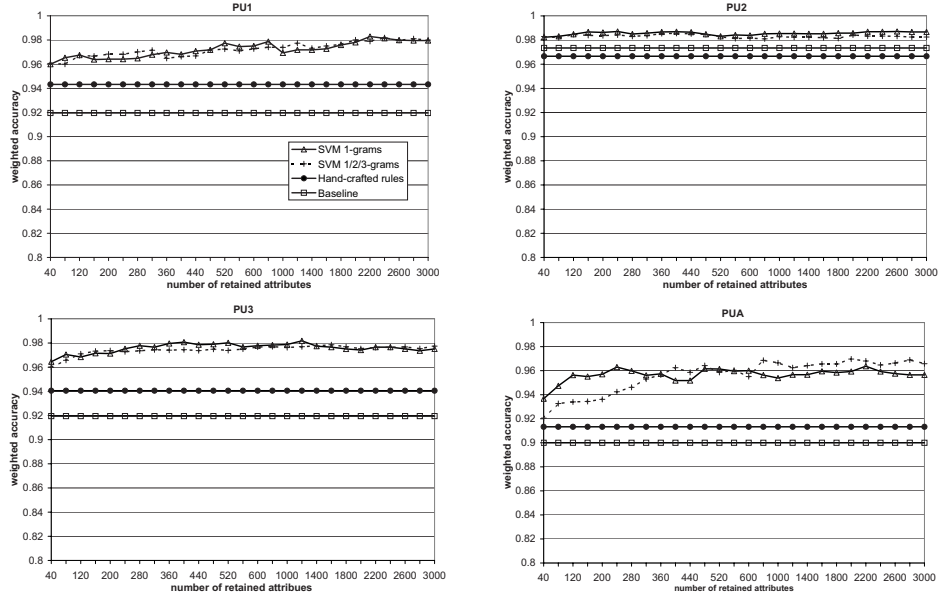 PU1
1
0.98
0.96
0.94
0.92
0.9
0.88
0.86
0.84
0.82
0.8
weighted accuracy
SVM 1-grams
SVM 1/2/3-grams
Hand-crafted rules
Baseline
40 120 200 280 360 440 520 600 1000 1400 1800 2200 2600 3000
number of retained attributes
PU2
1
0.98
0.96
0.94
0.92
0.9
0.88
0.86
0.84
0.82
0.8
weighted accuracy
40 120 200 280 360 440 520 600 1000 1400 1800 2200 2600 3000
number of retained attributes
PU3
1
0.98
0.96
0.94
0.92
0.9
0.88
0.86
0.84
0.82
0.8
weighted accuracy
40 120 200 280 360 440 520 600 1000 1400 1800 2200 2600 3000
number of retained attribues
PUA
1
0.98
0.96
0.94
0.92
0.9
0.88
0.86
0.84
0.82
0.8
weighted accuracy
40 120 200 280 360 440 520 600 1000 1400 1800 2200 2600 3000
number of retained attributes